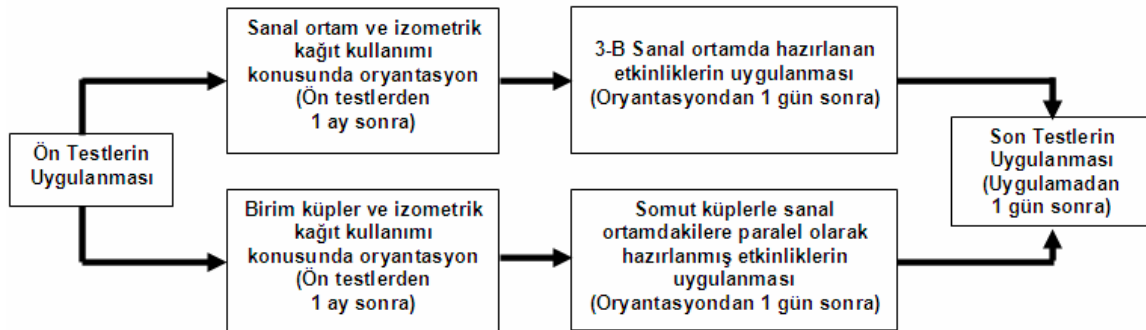 Ön Testlerin
Uygulanması
Sanal ortam ve izometrik
kağıt kullanımı
konusunda oryantasyon
(Ön testlerden
1 ay sonra)
3-B Sanal ortamda hazırlanan
etkinliklerin uygulanması
(Oryantasyondan 1 gün sonra)
Birim küpler ve izometrik
kağıt kullanımı
konusunda oryantasyon
(Ön testlerden
1 ay sonra)
Somut küplerle sanal
ortamdakilere paralel olarak
hazırlanmış etkinliklerin
uygulanması
(Oryantasyondan 1 gün sonra)
Son Testlerin
Uygulanması
(Uygulamadan
1 gün sonra)